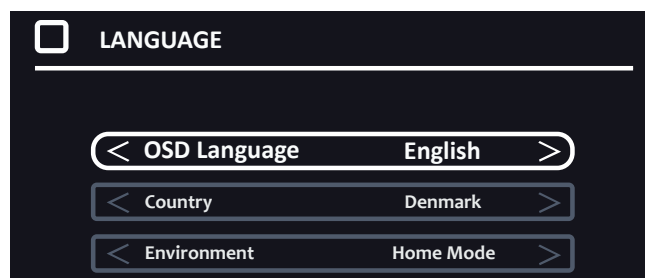 LANGUAGE
< OSD Language English >
< Country Denmark >
< Environment Home Mode >